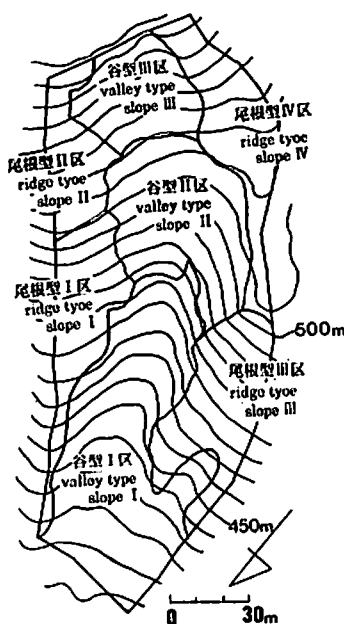 谷型III区
valley type
slope III
尾根型IV区
ridge tyoe
slope IV
尾根型II区
ridge tyoe
slope II
谷型II区
valley type
slope II
尾根型I区
ridge tyoe
slope I
500m
尾根型III区
ridge tyoe
slope III
谷型I区
valley type
slope I
450m
0 30m